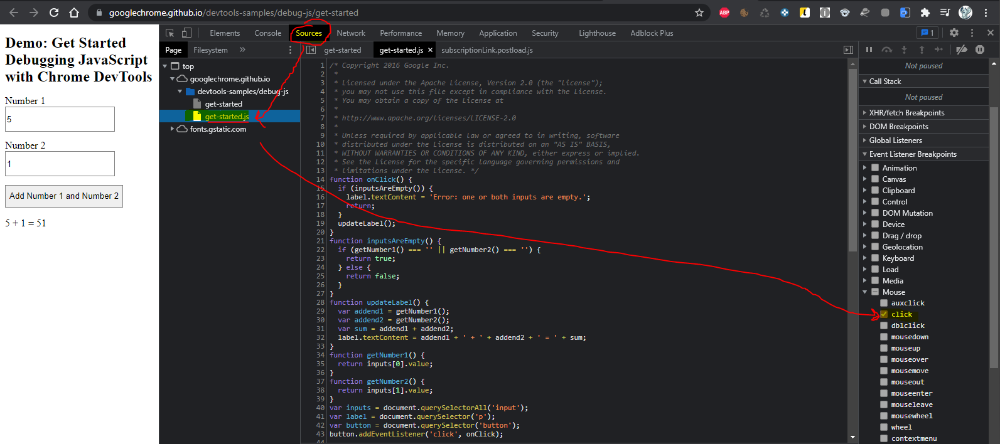 googlechrome.github.io/devtools-samples/debug-js/get-started
ABP
L
Demo: Get Started
Debugging JavaScript
with Chrome DevTools
Number 1
5
Number 2
1
Add Number 1 and Number 2
5 + 1 = 51
Elements Console Sources Network Performance Memory Application Security Lighthouse Adblock Plus
1
Page Filesystem »
top
googlechrome.github.io
devtools-samples/debug-js
get-started
get-started.js
fonts.gstatic.com
get-started get-started.js × subscriptionLink.postload.js
1 /* Copyright 2016 Google Inc.
2 *
3 * Licensed under the Apache License, Version 2.0 (the "License");
4 * you may not use this file except in compliance with the License.
5 * You may obtain a copy of the License at
6 *
7 * http://www.apache.org/licenses/LICENSE-2.0
8 *
9 * Unless required by applicable law or agreed to in writing, software
10 * distributed under the License is distributed on an "AS IS" BASIS,
11 * WITHOUT WARRANTIES OR CONDITIONS OF ANY KIND, either express or implied.
12 * See the License for the specific language governing permissions and
13 * limitations under the License. */
14 function onClick() {
15 if (inputsAreEmpty()) {
16 label.textContent = 'Error: one or both inputs are empty.';
17 return;
18 }
19 updateLabel();
20 }
21 function inputsAreEmpty() {
22 if (getNumber1() === '' || getNumber2() === '') {
23 return true;
24 } else {
25 return false;
26 }
27 }
28 function updateLabel() {
29 var addend1 = getNumber1();
30 var addend2 = getNumber2();
31 var sum = addend1 + addend2;
32 label.textContent = addend1 + ' + ' + addend2 + ' = ' + sum;
33 }
34 function getNumber1() {
35 return inputs[0].value;
36 }
37 function getNumber2() {
38 return inputs[1].value;
39 }
40 var inputs = document.querySelectorAll('input');
41 var label = document.querySelector('p');
42 var button = document.querySelector('button');
43 button.addEventListener('click', onClick);
44
Not paused
Call Stack
Not paused
XHR/fetch Breakpoints
DOM Breakpoints
Global Listeners
Event Listener Breakpoints
Animation
Canvas
Clipboard
Control
DOM Mutation
Device
Drag / drop
Geolocation
Keyboard
Load
Media
Mouse
auxclick
click
dblclick
mousedown
mouseup
mouseover
mousemove
mouseout
mouseenter
mouseleave
mousewheel
wheel
contextmenu